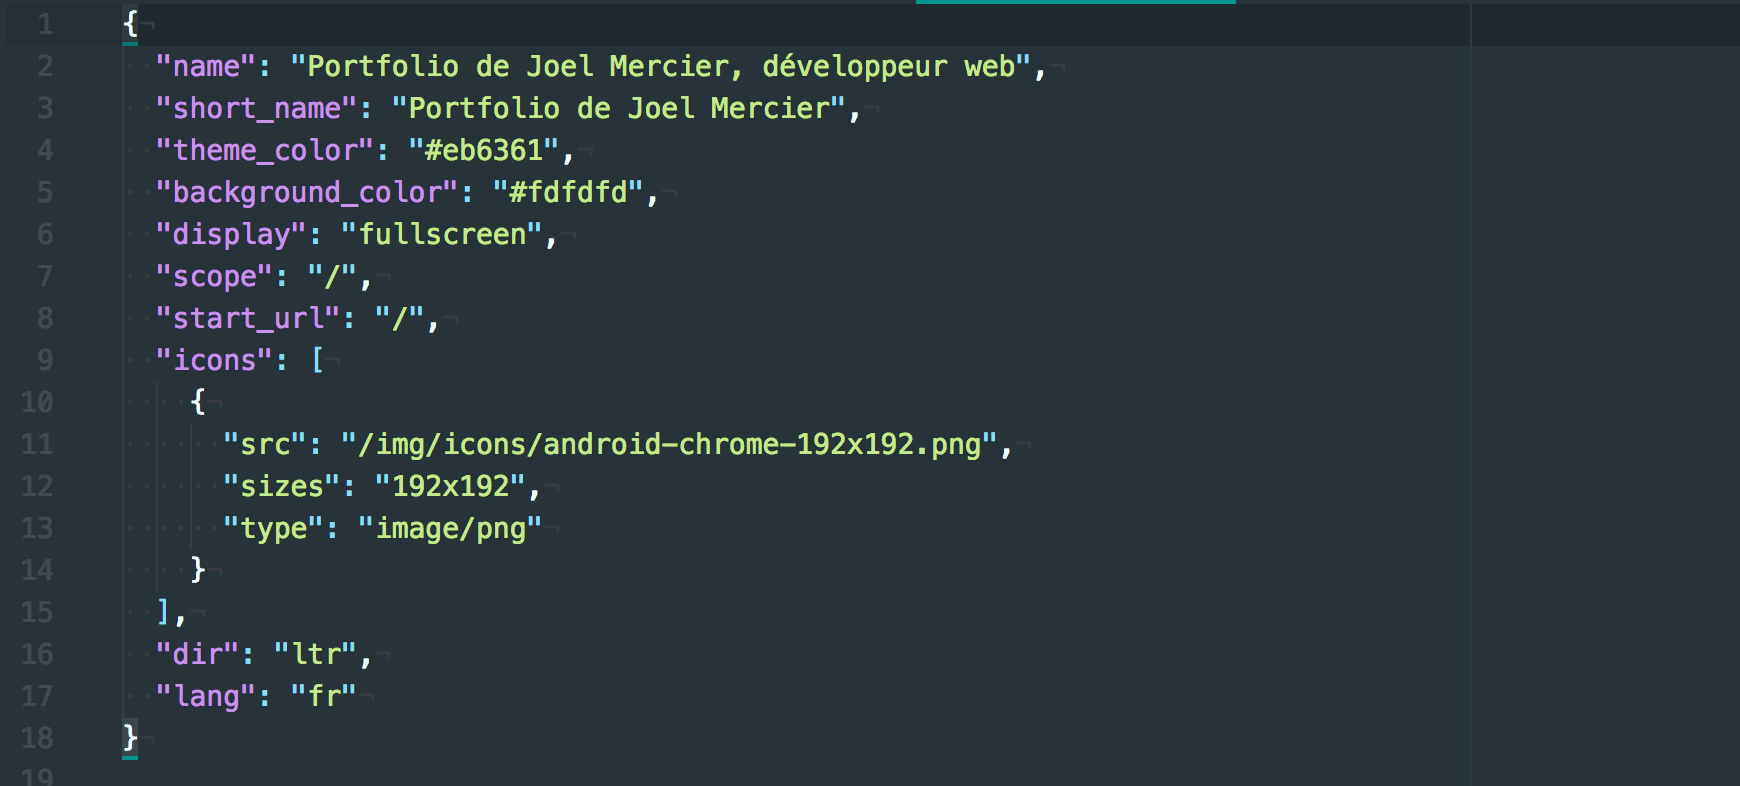 1 {
2 "name": "Portfolio de Joel Mercier, développeur web",
3 "short_name": "Portfolio de Joel Mercier",
4 "theme_color": "#eb6361",
5 "background_color": "#fdfdfd",
6 "display": "fullscreen",
7 "scope": "/",
8 "start_url": "/",
9 "icons": [
10 {
11 "src": "/img/icons/android-chrome-192x192.png",
12 "sizes": "192x192",
13 "type": "image/png"
14 }
15 ],
16 "dir": "ltr",
17 "lang": "fr"
18 }
19